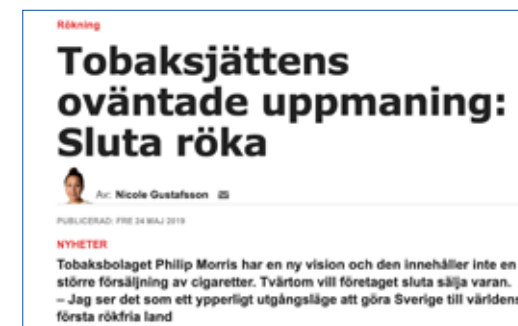 Rökning
Tobaksjättens
oväntade uppmaning:
Sluta röka
Av: Nicole Gustafsson
PUBLICERAD: FRE 24 MAJ 2019
NYHETER
Tobaksbolaget Philip Morris har en ny vision och den innehåller inte en
större försäljning av cigaretter. Tvärtom vill företaget sluta sälja varan.
– Jag ser det som ett ypperligt utgångsläge att göra Sverige till världens
första rökfria land